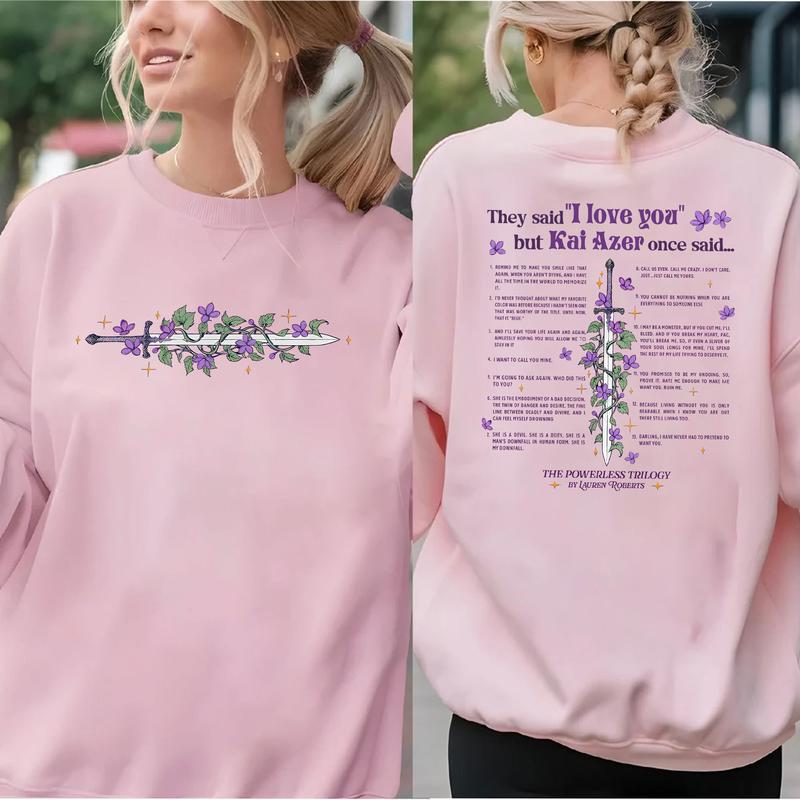 They said "I love you"
but Kai Azer once said...
1. REMIND ME TO MAKE YOU SMILE LIKE THAT
AGAIN. WHEN YOU AREN'T DYING, AND I HAVE
ALL THE TIME IN THE WORLD TO MEMORIZE
IT.
2. I'D NEVER THOUGHT ABOUT WHAT MY FAVORITE
COLOR WAS BEFORE BECAUSE I HADN'T SEEN ONE
THAT WAS WORTHY OF THE TITLE. UNTIL NOW,
THAT IS. "BLUE."
3. AND I'LL SAVE YOUR LIFE AGAIN AND AGAIN,
AIMLESSLY HOPING YOU WILL ALLOW ME TO
STAY IN IT
4. I WANT TO CALL YOU MINE.
5. I'M GOING TO ASK AGAIN. WHO DID THIS
TO YOU?
6. SHE IS THE EMBODIMENT OF A BAD DECISION,
THE TWIN OF DANGER AND DESIRE, THE FINE
LINE BETWEEN DEADLY AND DIVINE. AND I
CAN FEEL MYSELF DROWNING
7. SHE IS A DEVIL. SHE IS A DEITY. SHE IS A
MAN'S DOWNFALL IN HUMAN FORM. SHE IS
MY DOWNFALL.
8. CALL US EVEN. CALL ME CRAZY. I DON'T CARE.
JUST... JUST CALL ME YOURS.
9. YOU CANNOT BE NOTHING WHEN YOU ARE
EVERYTHING TO SOMEONE ELSE
10. I MAY BE A MONSTER, BUT IF YOU CUT ME, I'LL
BLEED. AND IF YOU BREAK MY HEART, PAE,
YOU'LL BREAK ME. SO, IF EVEN A SLIVER OF
YOUR SOUL LONGS FOR MINE, I'LL SPEND
THE REST OF MY LIFE TRYING TO DESERVE IT.
11. YOU PROMISED TO BE MY UNDOING. SO,
PROVE IT. HATE ME ENOUGH TO MAKE ME
WANT YOU. RUIN ME.
12. BECAUSE LIVING WITHOUT YOU IS ONLY
BEARABLE WHEN I KNOW YOU ARE OUT
THERE STILL LIVING TOO.
13. DARLING, I HAVE NEVER HAD TO PRETEND TO
WANT YOU.
THE POWERLESS TRILOGY
BY LAUREN ROBERTS